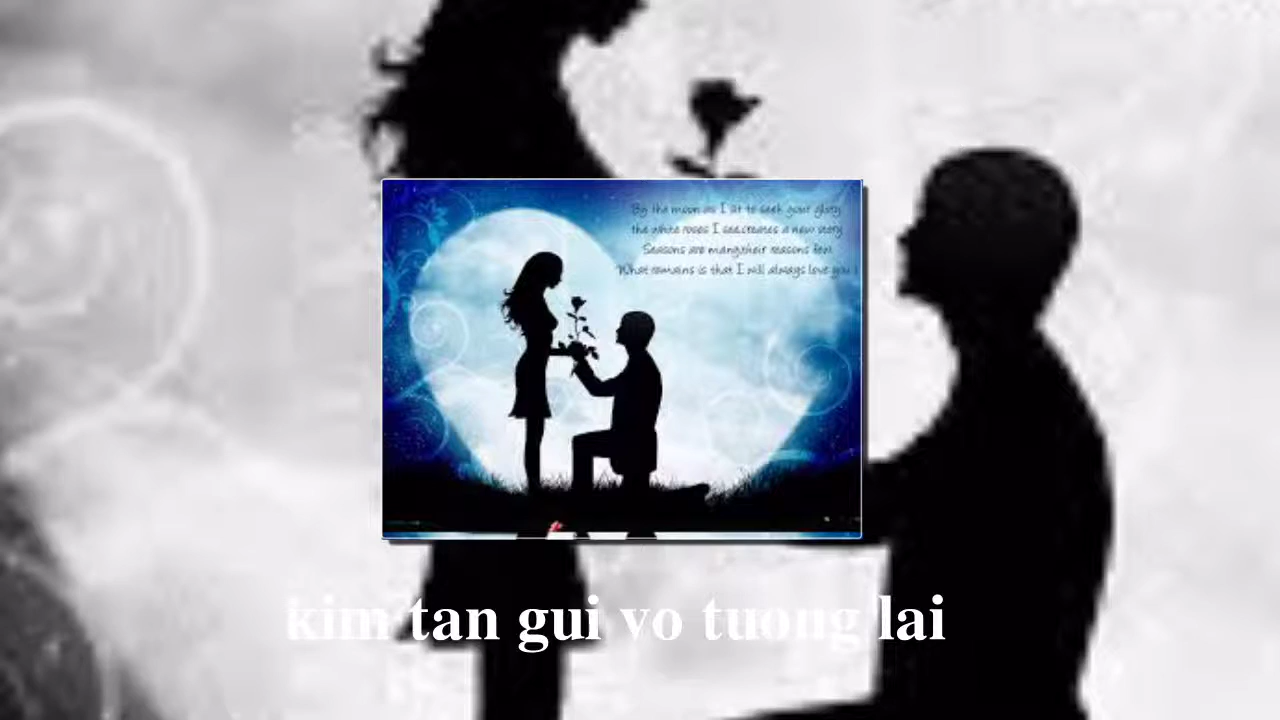 By the moon as I sit to seek your glory,
the white roses I see,creates a new story.
Seasons are many,their reasons few
What remains is that I will always love you
kim tan gui vo tuong lai